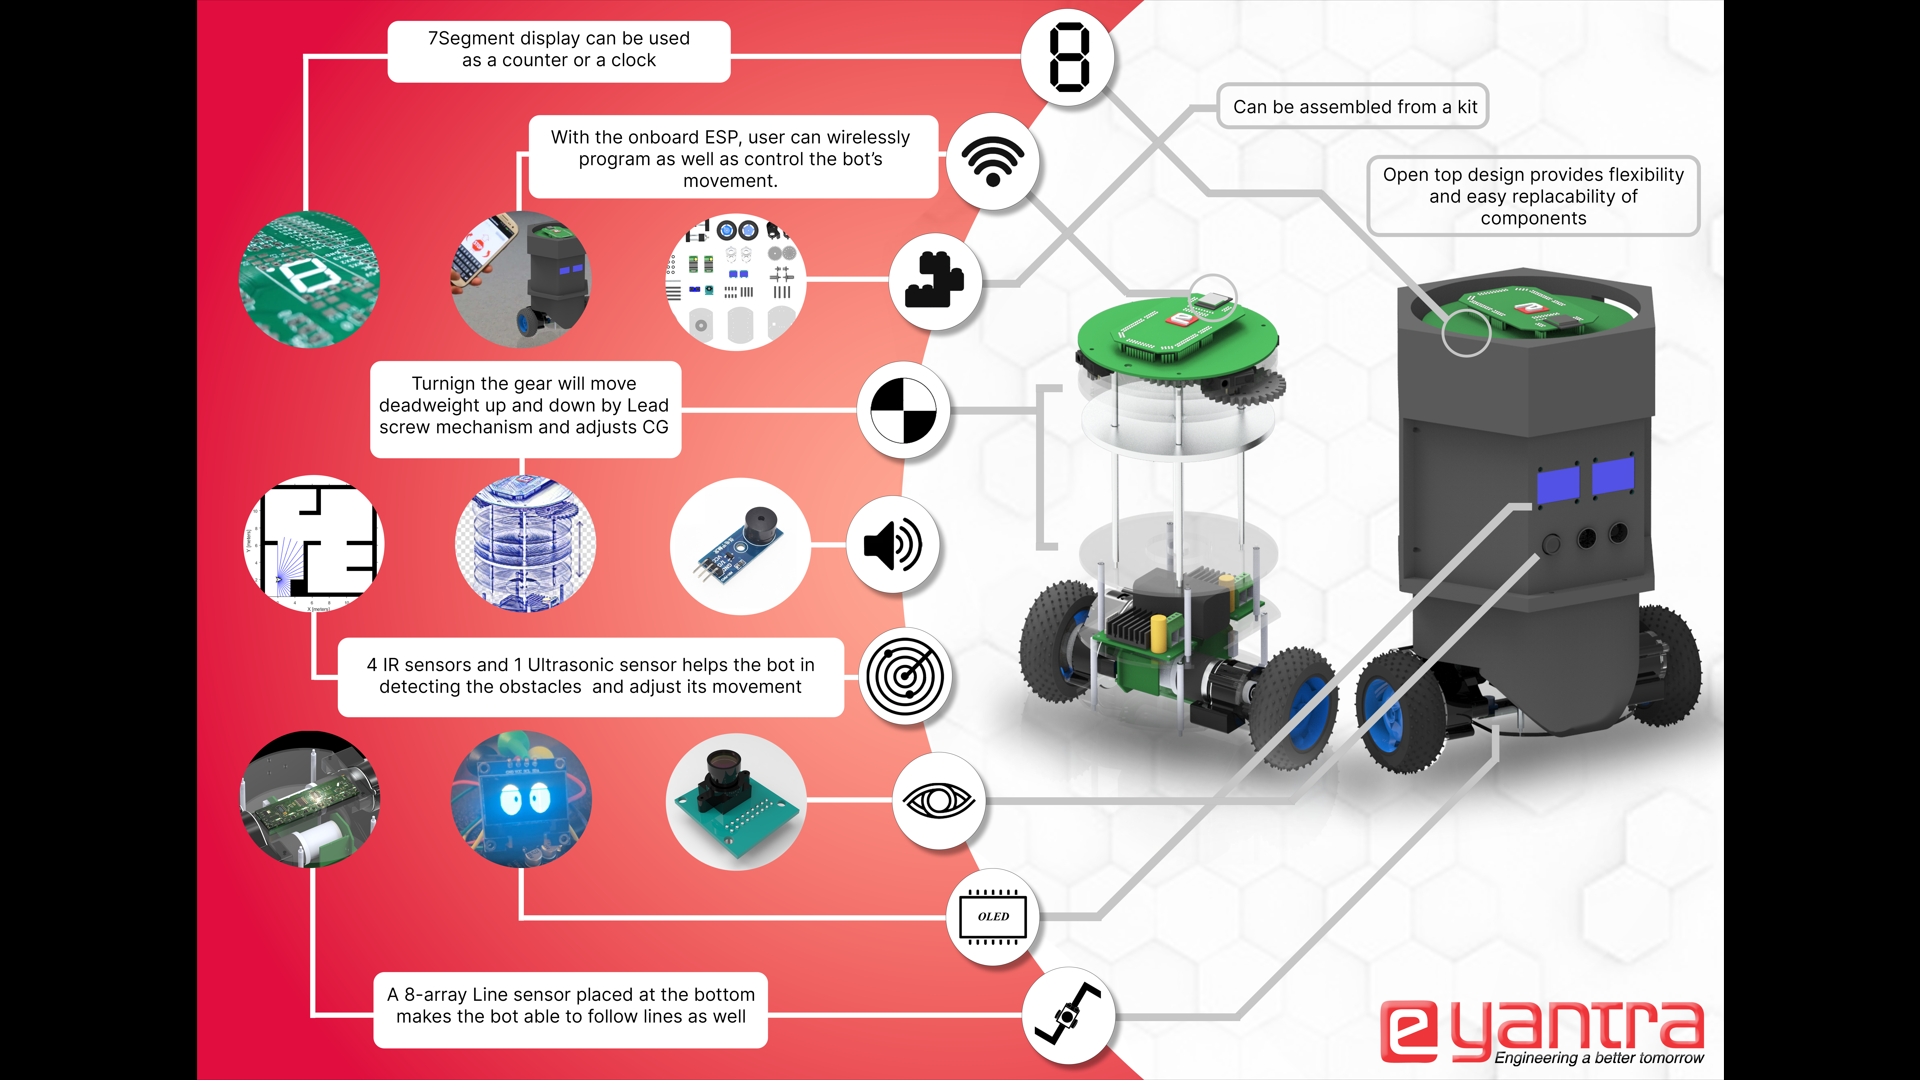 7Segment display can be used
as a counter or a clock
Can be assembled from a kit
With the onboard ESP, user can wirelessly
program as well as control the bot's
movement.
Open top design provides flexibility
and easy replacability of
components
Turnign the gear will move
deadweight up and down by Lead
screw mechanism and adjusts CG
4 IR sensors and 1 Ultrasonic sensor helps the bot in
detecting the obstacles and adjust its movement
OLED
A 8-array Line sensor placed at the bottom
makes the bot able to follow lines as well
e yantra
Engineering a better tomorrow